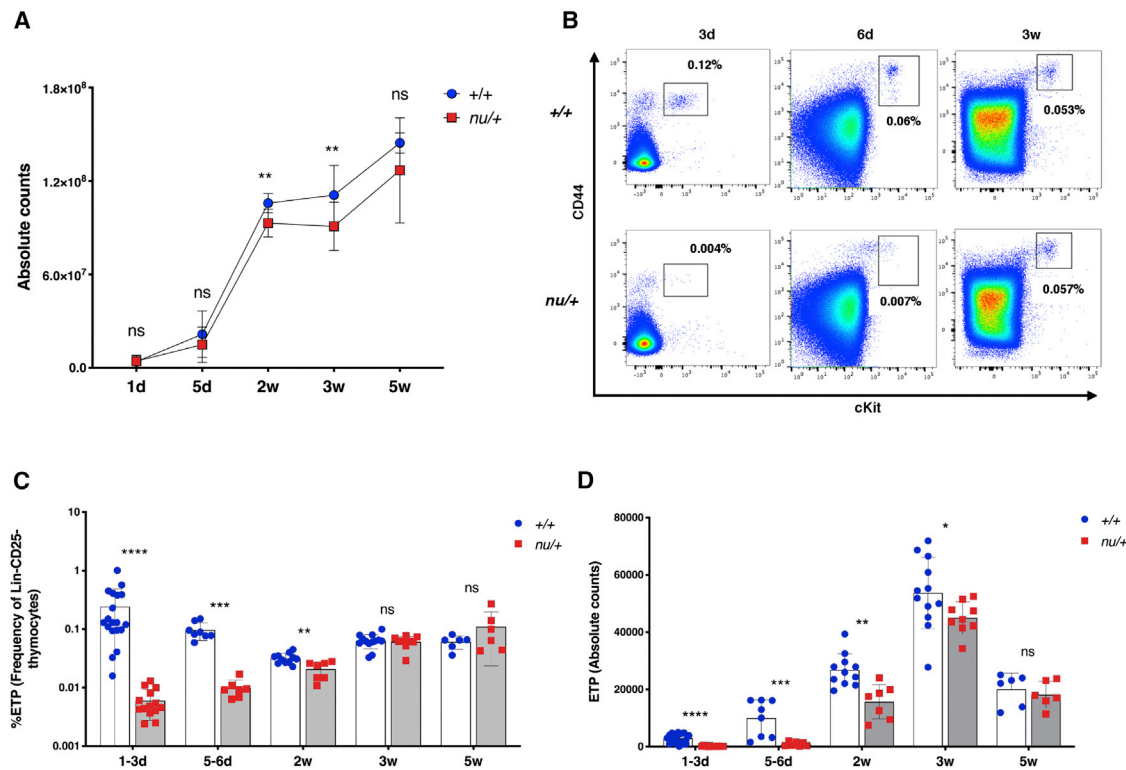 A
Absolute counts
1.8×10⁸
1.2×10⁸
6.0×10⁷
0.0
ns
ns
**
**
ns
1d
5d
2w
3w
5w
+/+
nu/+
B
3d
6d
3w
+/+
nu/+
0.12%
0.06%
0.053%
0.004%
0.007%
0.057%
CD44
cKit
C
%ETP (Frequency of Lin-CD25-
thymocytes)
10
1
0.1
0.01
0.001
****
***
**
ns
ns
1-3d
5-6d
2w
3w
5w
+/+
nu/+
D
ETP (Absolute counts)
80000
60000
40000
20000
0
****
***
**
*
ns
1-3d
5-6d
2w
3w
5w
+/+
nu/+